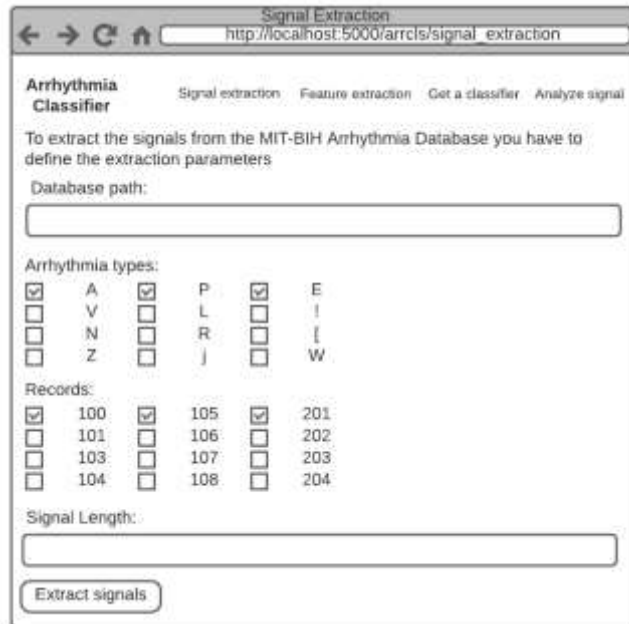 Signal Extraction
http://localhost:5000/arrcls/signal_extraction
Arrhythmia
Classifier
Signal extraction Feature extraction Get a classifier Analyze signal
To extract the signals from the MIT-BIH Arrhythmia Database you have to
define the extraction parameters
Database path:
Arrhythmia types:
A P E
V L !
N R [
Z j W
Records:
100 105 201
101 106 202
103 107 203
104 108 204
Signal Length:
Extract signals